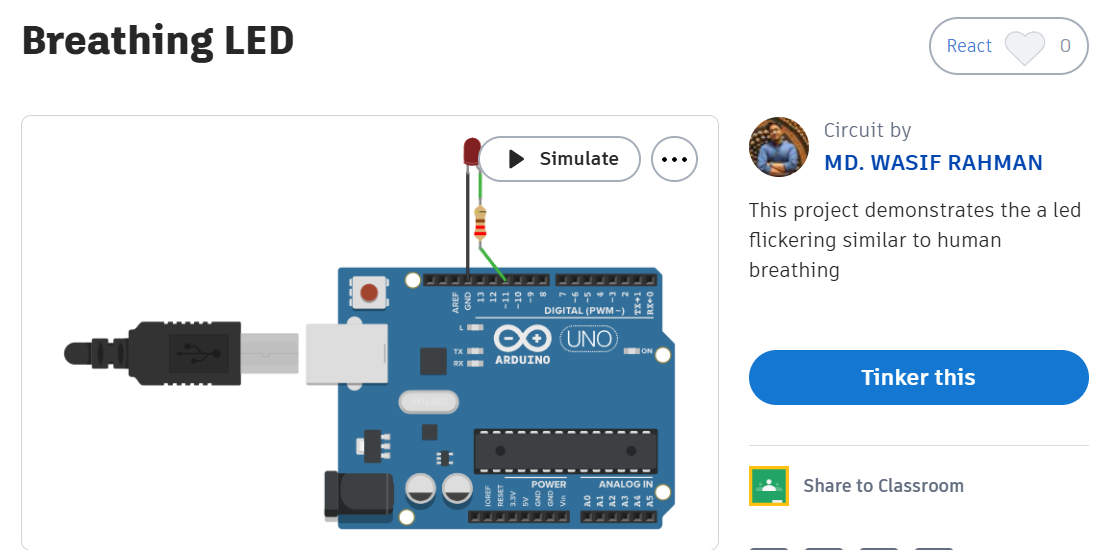 Breathing LED
React 0
Simulate
Circuit by
MD. WASIF RAHMAN
This project demonstrates the a led
flickering similar to human
breathing
Tinker this
Share to Classroom
AREF
GND
13
12
~11
~10
~9
8
7
~6
~5
4
~3
2
TX→1
RX←0
DIGITAL (PWM~)
L
TX
RX
UNO
ON
ARDUINO
IOREF
RESET
3.3V
5V
GND
GND
Vin
POWER
ANALOG IN
A0
A1
A2
A3
A4
A5